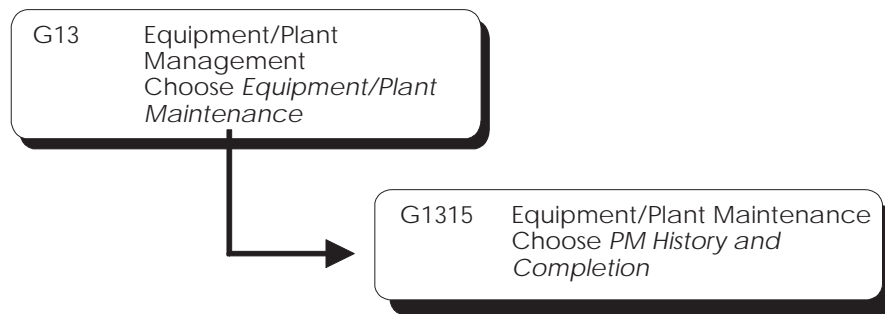 G13 Equipment/Plant
Management
Choose Equipment/Plant
Maintenance
G1315 Equipment/Plant Maintenance
Choose PM History and
Completion